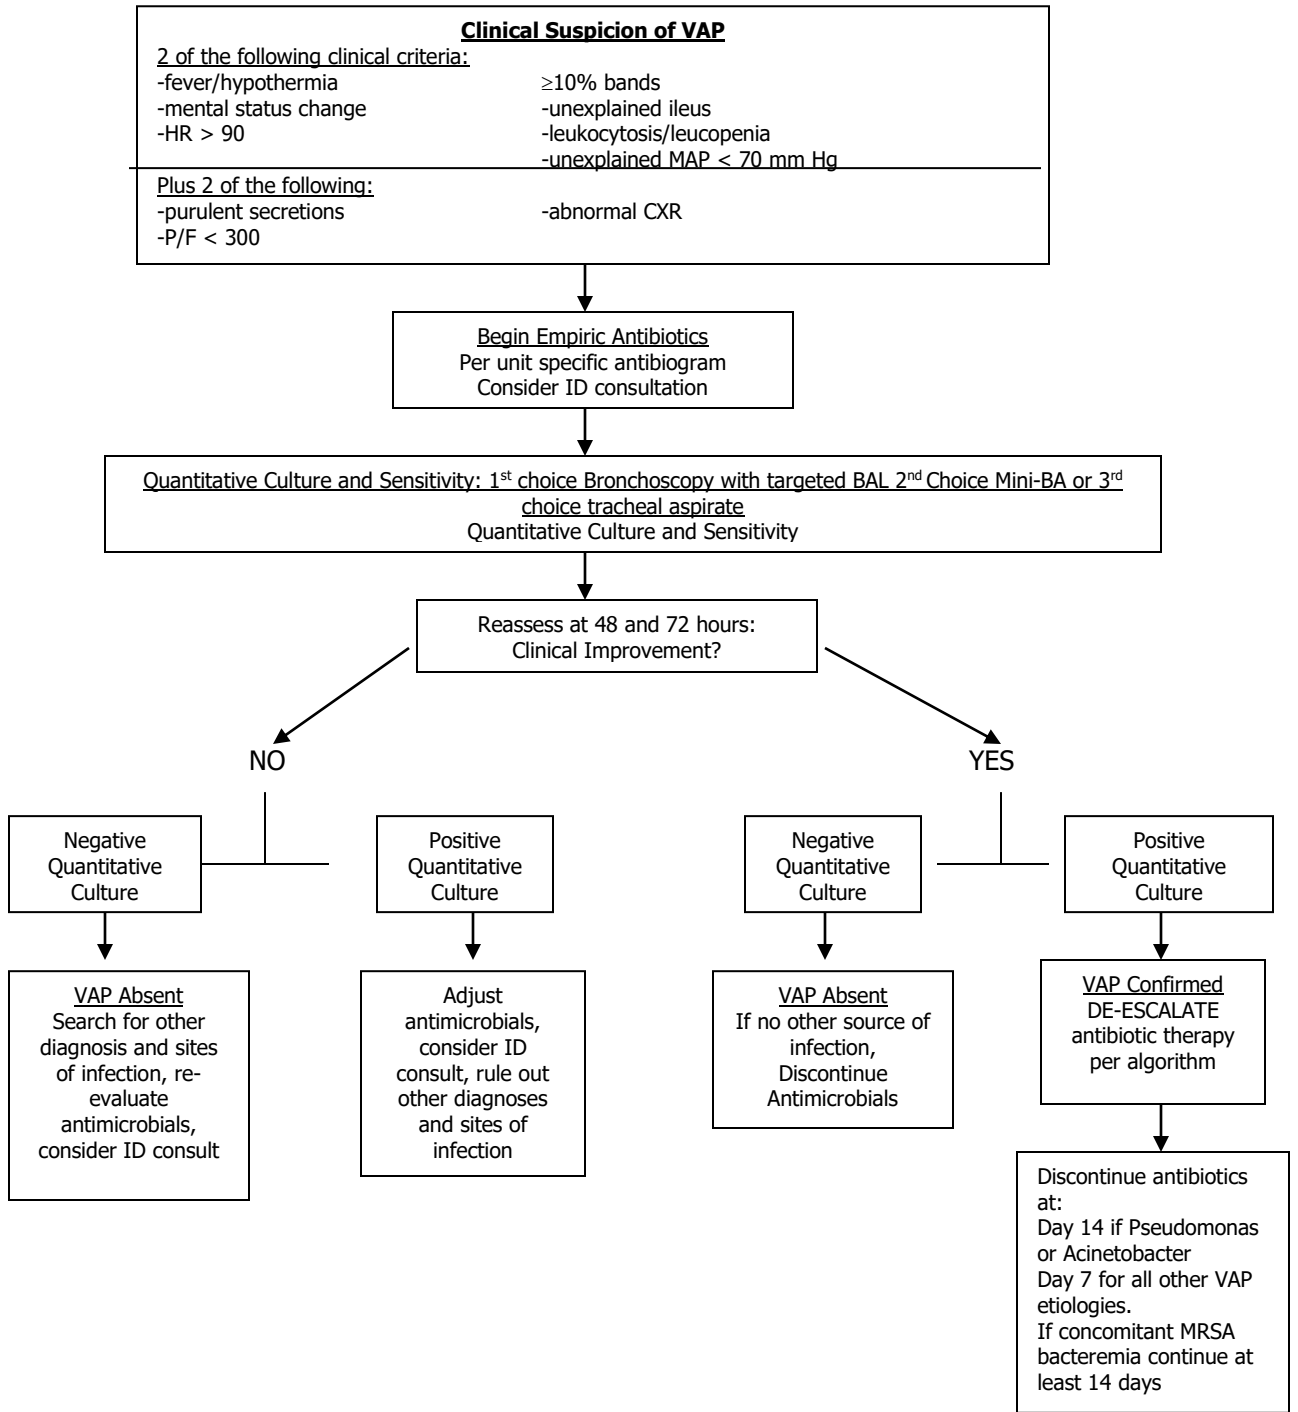 Clinical Suspicion of VAP
2 of the following clinical criteria:
-fever/hypothermia
≥10% bands
-mental status change
-unexplained ileus
-HR > 90
-leukocytosis/leucopenia
-unexplained MAP < 70 mm Hg
Plus 2 of the following:
-purulent secretions
-abnormal CXR
-P/F < 300
Begin Empiric Antibiotics
Per unit specific antibiogram
Consider ID consultation
Quantitative Culture and Sensitivity: 1st choice Bronchoscopy with targeted BAL 2nd Choice Mini-BA or 3rd
choice tracheal aspirate
Quantitative Culture and Sensitivity
Reassess at 48 and 72 hours:
Clinical Improvement?
NO
YES
Negative
Quantitative
Culture
Positive
Quantitative
Culture
Negative
Quantitative
Culture
Positive
Quantitative
Culture
VAP Absent
Search for other
diagnosis and sites
of infection, re-
evaluate
antimicrobials,
consider ID consult
Adjust
antimicrobials,
consider ID
consult, rule out
other diagnoses
and sites of
infection
VAP Absent
If no other source of
infection,
Discontinue
Antimicrobials
VAP Confirmed
DE-ESCALATE
antibiotic therapy
per algorithm
Discontinue antibiotics
at:
Day 14 if Pseudomonas
or Acinetobacter
Day 7 for all other VAP
etiologies.
If concomitant MRSA
bacteremia continue at
least 14 days